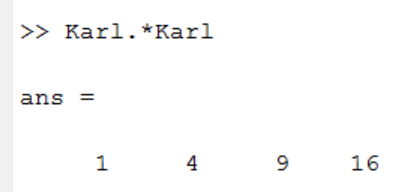 >> Karl.*Karl
ans =
1 4 9 16